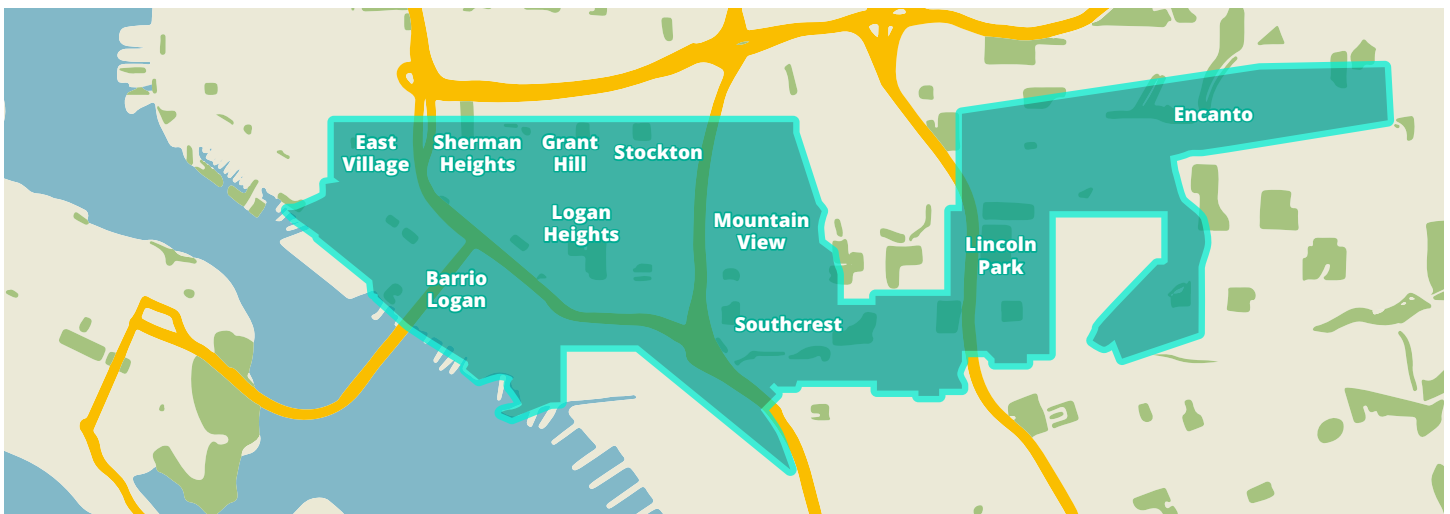 East
Village
Sherman
Heights
Grant
Hill
Stockton
Encanto
Logan
Heights
Mountain
View
Lincoln
Park
Barrio
Logan
Southcrest